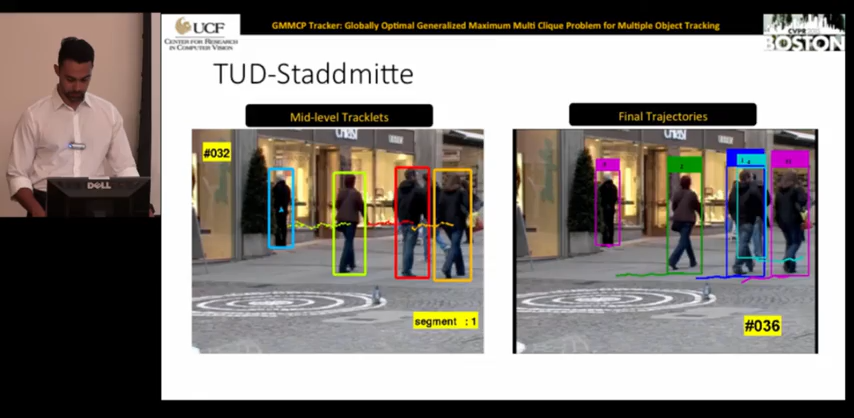 UCF
CENTER FOR RESEARCH
IN COMPUTER VISION
GMMCP Tracker: Globally Optimal Generalized Maximum Multi Clique Problem for Multiple Object Tracking
CVPR
BOSTON
TUD-Staddmitte
Mid-level Tracklets
Final Trajectories
#032
segment : 1
#036
DELL